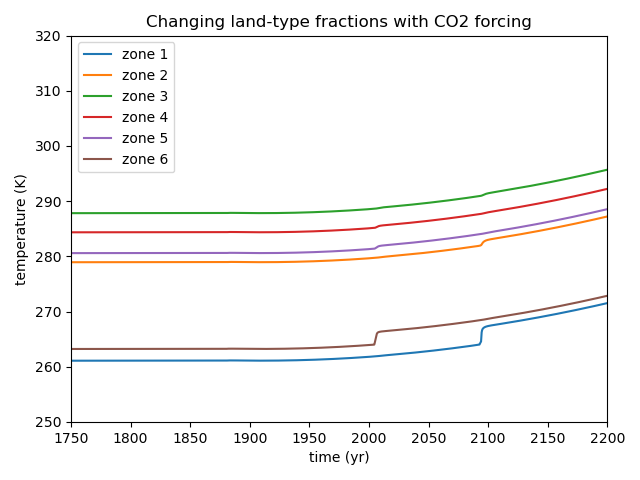 Changing land-type fractions with CO2 forcing
temperature (K)
320
310
300
290
280
270
260
250
zone 1
zone 2
zone 3
zone 4
zone 5
zone 6
1750 1800 1850 1900 1950 2000 2050 2100 2150 2200
time (yr)